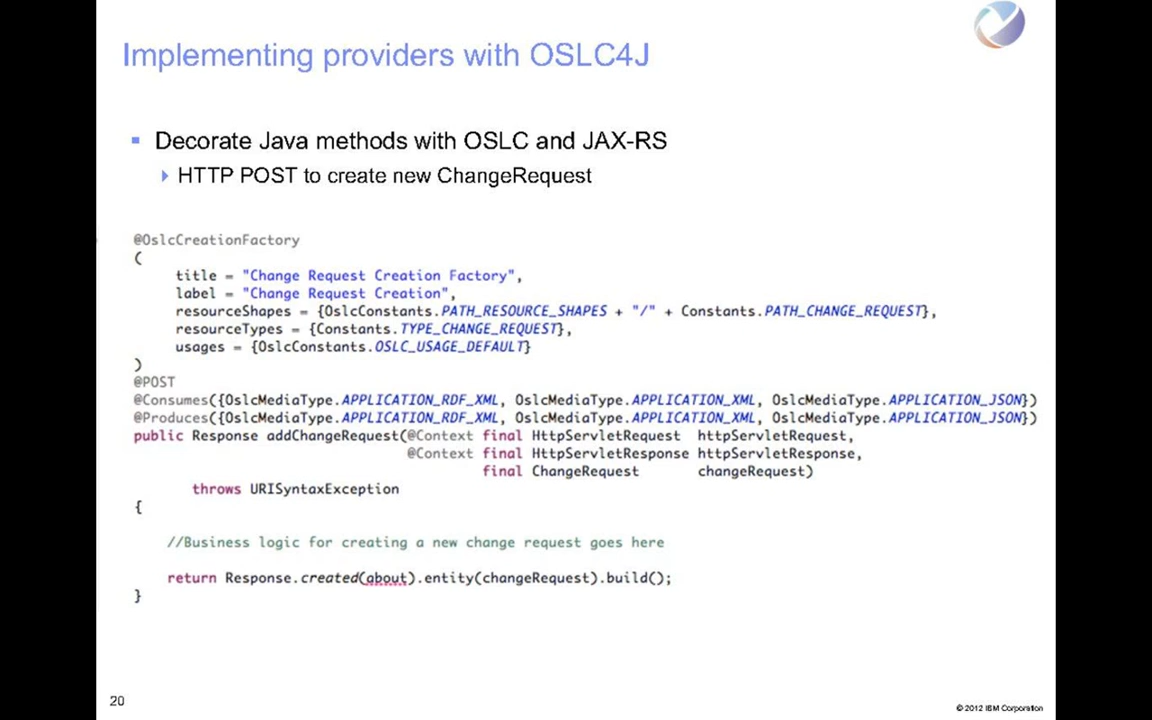 Implementing providers with OSLC4J
Decorate Java methods with OSLC and JAX-RS
HTTP POST to create new ChangeRequest
@OslcCreationFactory
(
title = "Change Request Creation Factory",
label = "Change Request Creation",
resourceShapes = {OslcConstants.PATH_RESOURCE_SHAPES + "/" + Constants.PATH_CHANGE_REQUEST},
resourceTypes = {Constants.TYPE_CHANGE_REQUEST},
usages = {OslcConstants.OSLC_USAGE_DEFAULT}
)
@POST
@Consumes({OslcMediaType.APPLICATION_RDF_XML, OslcMediaType.APPLICATION_XML, OslcMediaType.APPLICATION_JSON})
@Produces({OslcMediaType.APPLICATION_RDF_XML, OslcMediaType.APPLICATION_XML, OslcMediaType.APPLICATION_JSON})
public Response addChangeRequest(@Context final HttpServletRequest httpServletRequest,
@Context final HttpServletResponse httpServletResponse,
final ChangeRequest changeRequest)
throws URISyntaxException
{
//Business logic for creating a new change request goes here
return Response.created(about).entity(changeRequest).build();
}
20
© 2012 IBM Corporation